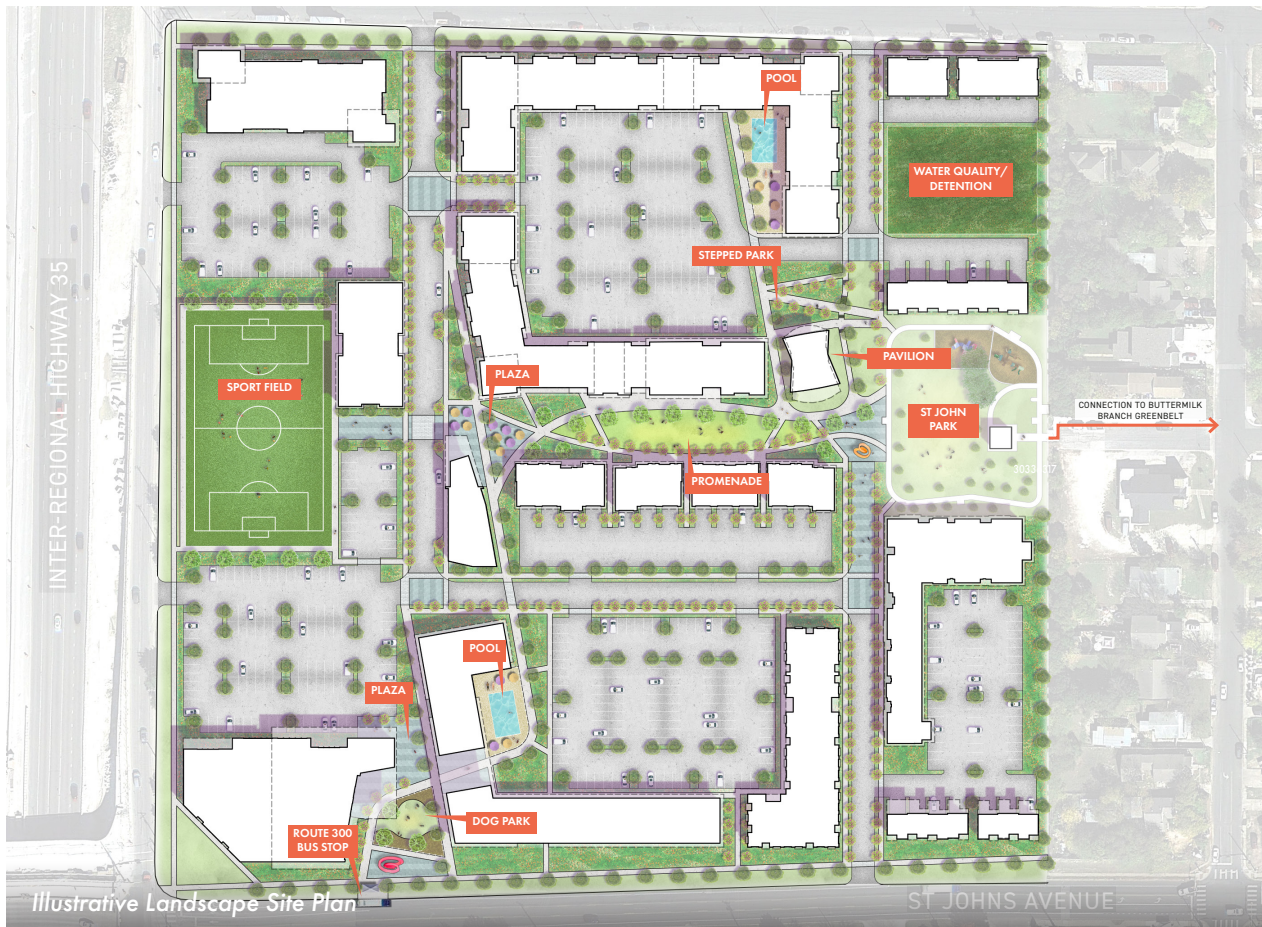 POOL
WATER QUALITY/
DETENTION
STEPPED PARK
INTER-REGIONAL HIGHWAY 35
PAVILION
PLAZA
SPORT FIELD
ST JOHN
PARK
CONNECTION TO BUTTERMILK
BRANCH GREENBELT
PROMENADE
POOL
PLAZA
DOG PARK
ROUTE 300
BUS STOP
Illustrative Landscape Site Plan
ST JOHNS AVENUE